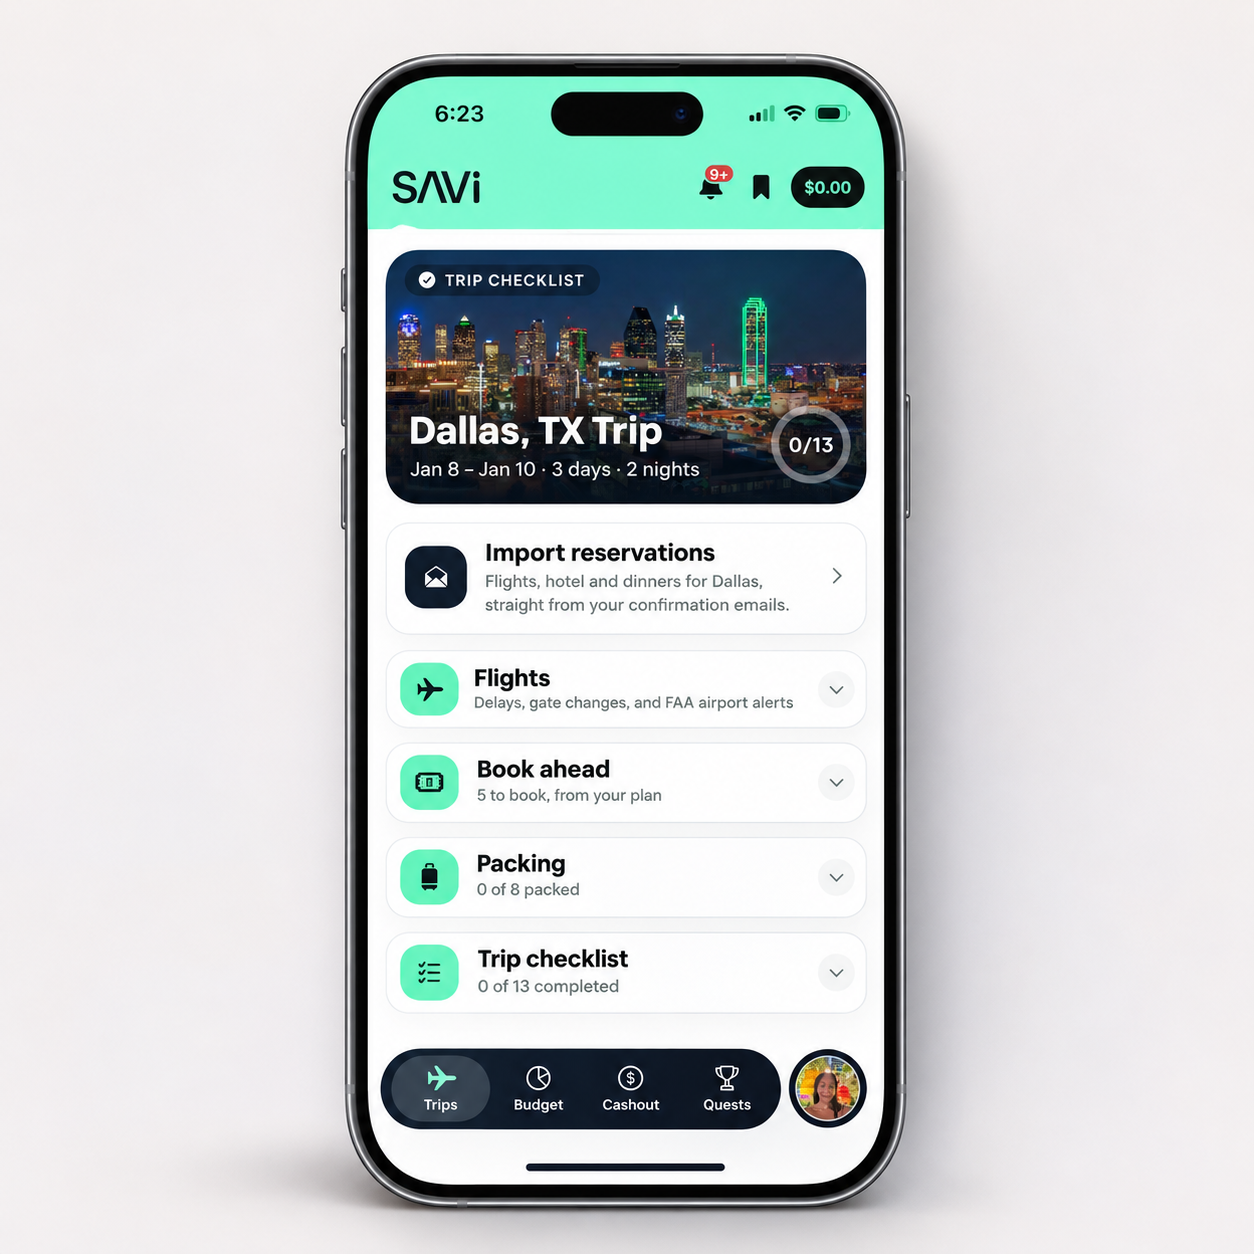 6:23
SAVi
9+
$0.00
TRIP CHECKLIST
Dallas, TX Trip
Jan 8 – Jan 10 · 3 days · 2 nights
0/13
Import reservations
Flights, hotel and dinners for Dallas,
straight from your confirmation emails.
Flights
Delays, gate changes, and FAA airport alerts
Book ahead
5 to book, from your plan
Packing
0 of 8 packed
Trip checklist
0 of 13 completed
Trips
Budget
Cashout
Quests